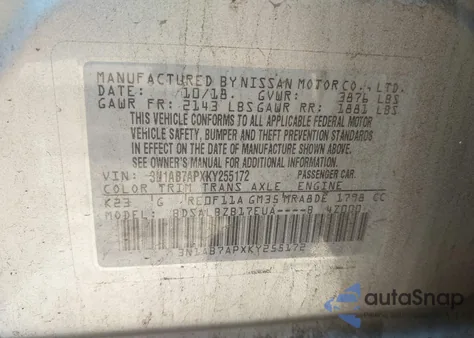 MANUFACTURED BY NISSAN MOTOR CO., LTD.
DATE: 10/18 GVWR: 3876 LBS
GAWR FR: 2143 LBS GAWR RR: 1881 LBS
THIS VEHICLE CONFORMS TO ALL APPLICABLE FEDERAL MOTOR
VEHICLE SAFETY, BUMPER AND THEFT PREVENTION STANDARDS
IN EFFECT ON THE DATE OF MANUFACTURE SHOWN ABOVE.
SEE OWNER'S MANUAL FOR ADDITIONAL INFORMATION
VIN: 3N1AB7APXKY255172 PASSENGER CAR.
COLOR TRIM TRANS AXLE ENGINE
K23 G RE0F11A GM35 MRA8DE 1798 CC
MODEL:
3N1AB7APXKY255172
autoSnap